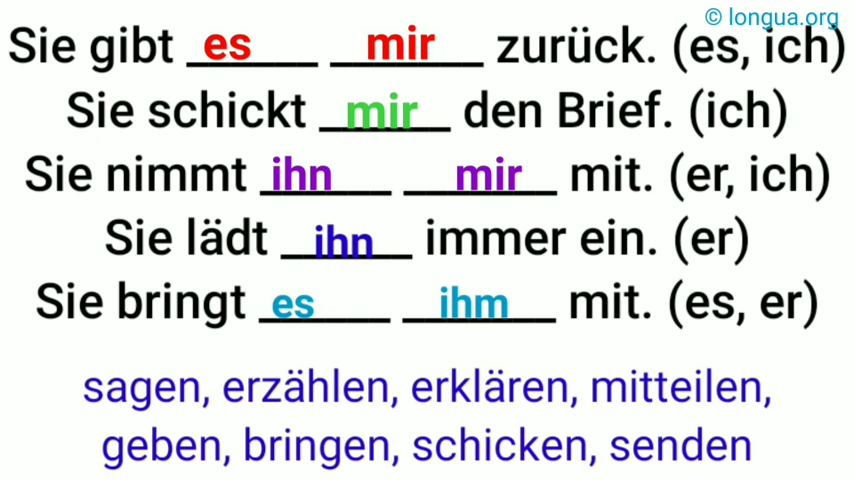 © longua.org
Sie gibt es mir zurück. (es, ich)
Sie schickt mir den Brief. (ich)
Sie nimmt ihn mir mit. (er, ich)
Sie lädt ihn immer ein. (er)
Sie bringt es ihm mit. (es, er)
sagen, erzählen, erklären, mitteilen,
geben, bringen, schicken, senden